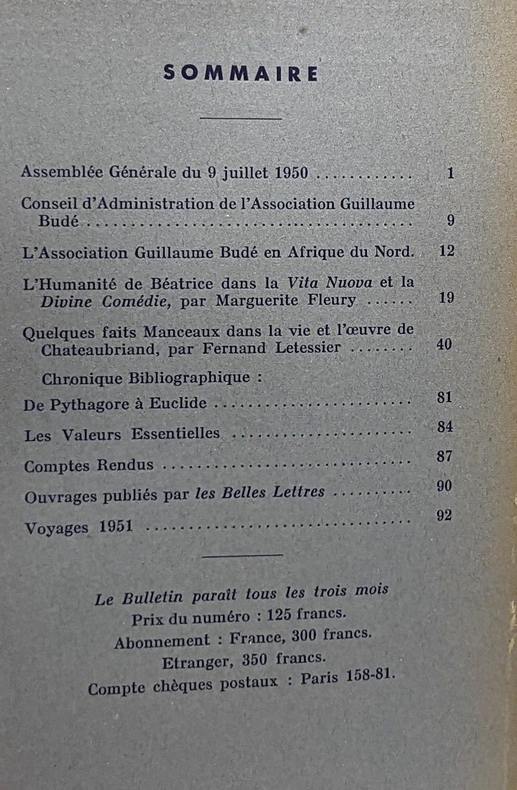 SOMMAIRE
Assemblée Générale du 9 juillet 1950 ............ 1
Conseil d'Administration de l'Association Guillaume
Budé ..................................... 9
L'Association Guillaume Budé en Afrique du Nord. 12
L'Humanité de Béatrice dans la Vita Nuova et la
Divine Comédie, par Marguerite Fleury ...... 19
Quelques faits Manceaux dans la vie et l'œuvre de
Chateaubriand, par Fernand Letessier ........ 40
Chronique Bibliographique :
De Pythagore à Euclide ........................ 81
Les Valeurs Essentielles ...................... 84
Comptes Rendus .............................. 87
Ouvrages publiés par les Belles Lettres .......... 90
Voyages 1951 ................................ 92
Le Bulletin paraît tous les trois mois
Prix du numéro : 125 francs.
Abonnement : France, 300 francs.
Etranger, 350 francs.
Compte chèques postaux : Paris 158-81.